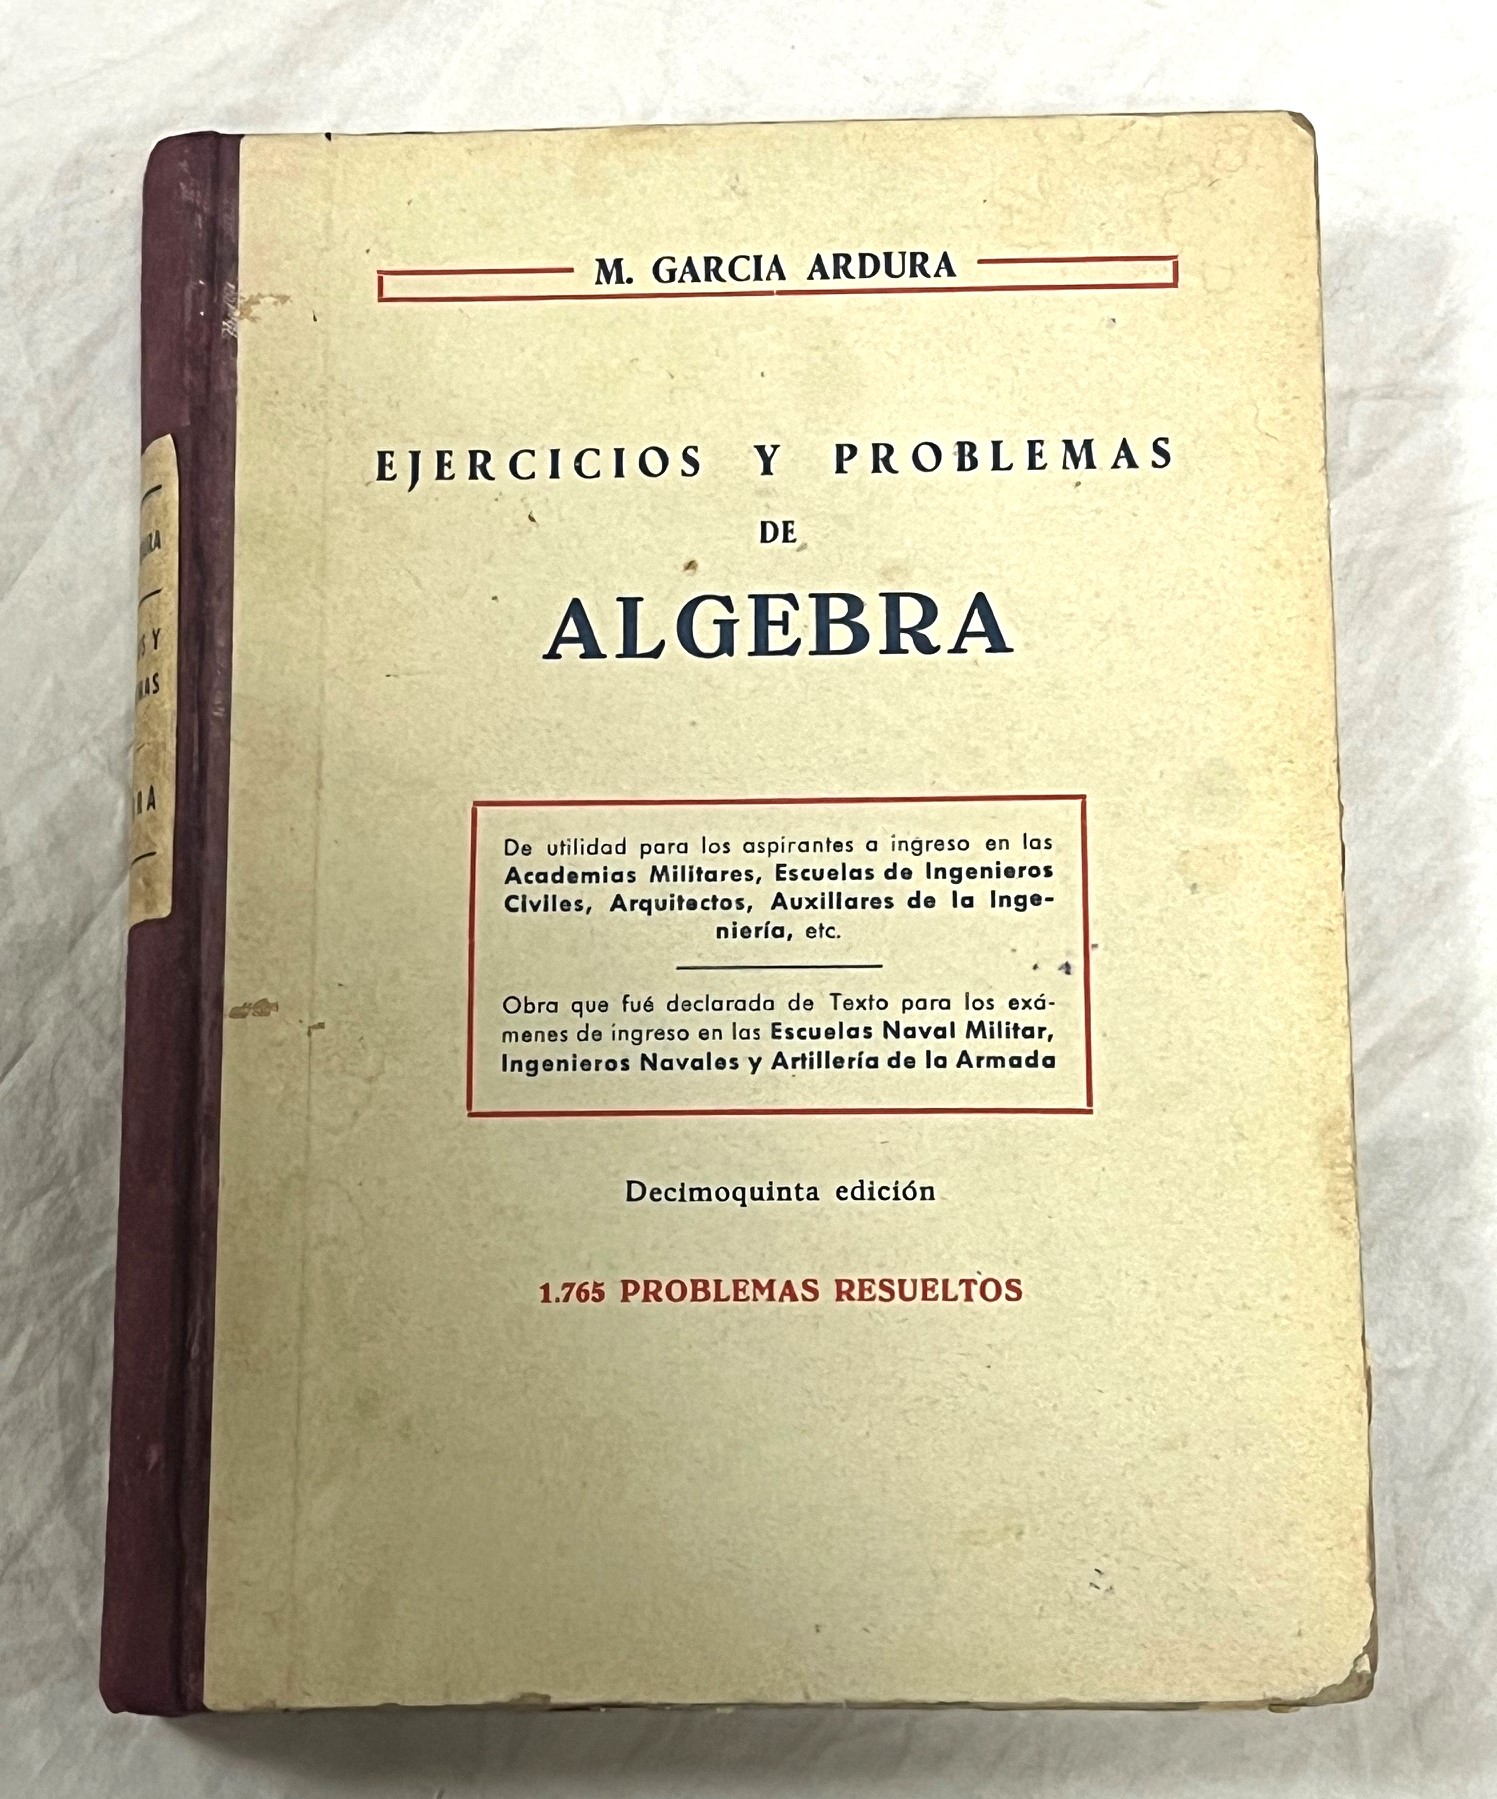 M. GARCIA ARDURA
EJERCICIOS Y PROBLEMAS
DE
ALGEBRA
De utilidad para los aspirantes a ingreso en las
Academias Militares, Escuelas de Ingenieros
Civiles, Arquitectos, Auxiliares de la Inge-
niería, etc.
Obra que fué declarada de Texto para los exá-
menes de ingreso en las Escuelas Naval Militar,
Ingenieros Navales y Artillería de la Armada
Decimoquinta edición
1.765 PROBLEMAS RESUELTOS